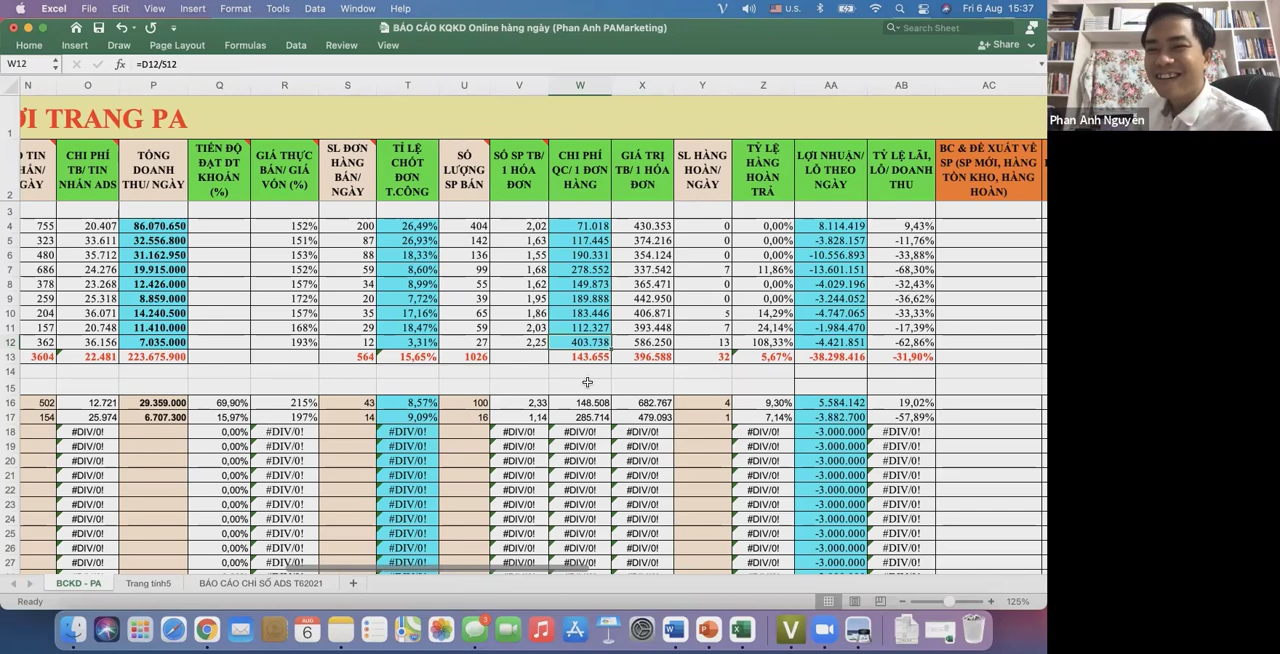 Excel File Edit View Insert Format Tools Data Window Help U.S. Fri 6 Aug 15:37
BÁO CÁO KQKD Online hàng ngày (Phan Anh PAMarketing) Search Sheet
Home Insert Draw Page Layout Formulas Data Review View Share
W12 fx =D12/S12
N O P Q R S T U V W X Y Z AA AB AC
1 ỜI TRANG PA
2 TIN HẮN/ GÀY CHI PHÍ TB/ TIN NHẮN ADS TỔNG DOANH THU/ NGÀY TIẾN ĐỘ ĐẠT DT KHOÁN (%) GIÁ THỰC BÁN/ GIÁ VỐN (%) SL ĐƠN HÀNG BÁN/ NGÀY TỈ LỆ CHỐT ĐƠN T.CÔNG SỐ LƯỢNG SP BÁN SỐ SP TB/ 1 HÓA ĐƠN CHI PHÍ QC/ 1 ĐƠN HÀNG GIÁ TRỊ TB/ 1 HÓA ĐƠN SL HÀNG HOÀN/ NGÀY TỶ LỆ HÀNG HOÀN TRẢ LỢI NHUẬN/ LỖ THEO NGÀY TỶ LỆ LÃI, LỖ/ DOANH THU BC & ĐỀ XUẤT VỀ SP (SP MỚI, HÀNG TỒN KHO, HÀNG HOÀN)
3
4 755 20.407 86.070.650 152% 200 26,49% 404 2,02 71.018 430.353 0 0,00% 8.114.419 9,43%
5 323 33.611 32.556.800 151% 87 26,93% 142 1,63 117.445 374.216 0 0,00% -3.828.157 -11,76%
6 480 35.712 31.162.950 153% 88 18,33% 136 1,55 190.331 354.124 0 0,00% -10.556.893 -33,88%
7 686 24.276 19.915.000 152% 59 8,60% 99 1,68 278.552 337.542 7 11,86% -13.601.151 -68,30%
8 378 23.268 12.426.000 157% 34 8,99% 55 1,62 149.873 365.471 0 0,00% -4.029.196 -32,43%
9 259 25.318 8.859.000 172% 20 7,72% 39 1,95 189.888 442.950 0 0,00% -3.244.052 -36,62%
10 204 36.071 14.240.500 157% 35 17,16% 65 1,86 183.446 406.871 5 14,29% -4.747.065 -33,33%
11 157 20.748 11.410.000 168% 29 18,47% 59 2,03 112.327 393.448 7 24,14% -1.984.470 -17,39%
12 362 36.156 7.035.000 193% 12 3,31% 27 2,25 403.738 586.250 13 108,33% -4.421.851 -62,86%
13 3604 22.481 223.675.900 564 15,65% 1026 143.655 396.588 32 5,67% -38.298.416 -31,90%
14
15
16 502 12.721 29.359.000 69,90% 215% 43 8,57% 100 2,33 148.508 682.767 4 9,30% 5.584.142 19,02%
17 154 25.974 6.707.300 15,97% 197% 14 9,09% 16 1,14 285.714 479.093 1 7,14% -3.882.700 -57,89%
18 #DIV/0! 0,00% #DIV/0! #DIV/0! #DIV/0! #DIV/0! #DIV/0! #DIV/0! -3.000.000 #DIV/0!
19 #DIV/0! 0,00% #DIV/0! #DIV/0! #DIV/0! #DIV/0! #DIV/0! #DIV/0! -3.000.000 #DIV/0!
20 #DIV/0! 0,00% #DIV/0! #DIV/0! #DIV/0! #DIV/0! #DIV/0! #DIV/0! -3.000.000 #DIV/0!
21 #DIV/0! 0,00% #DIV/0! #DIV/0! #DIV/0! #DIV/0! #DIV/0! #DIV/0! -3.000.000 #DIV/0!
22 #DIV/0! 0,00% #DIV/0! #DIV/0! #DIV/0! #DIV/0! #DIV/0! #DIV/0! -3.000.000 #DIV/0!
23 #DIV/0! 0,00% #DIV/0! #DIV/0! #DIV/0! #DIV/0! #DIV/0! #DIV/0! -3.000.000 #DIV/0!
24 #DIV/0! 0,00% #DIV/0! #DIV/0! #DIV/0! #DIV/0! #DIV/0! #DIV/0! -3.000.000 #DIV/0!
25 #DIV/0! 0,00% #DIV/0! #DIV/0! #DIV/0! #DIV/0! #DIV/0! #DIV/0! -3.000.000 #DIV/0!
26 #DIV/0! 0,00% #DIV/0! #DIV/0! #DIV/0! #DIV/0! #DIV/0! #DIV/0! -3.000.000 #DIV/0!
27 #DIV/0! 0,00% #DIV/0! #DIV/0! #DIV/0! #DIV/0! #DIV/0! #DIV/0! -3.000.000 #DIV/0!
BCKD - PA Trang tính5 BÁO CÁO CHỈ SỐ ADS T62021 +
Ready 125%
AUG 6 3
Phan Anh Nguyễn